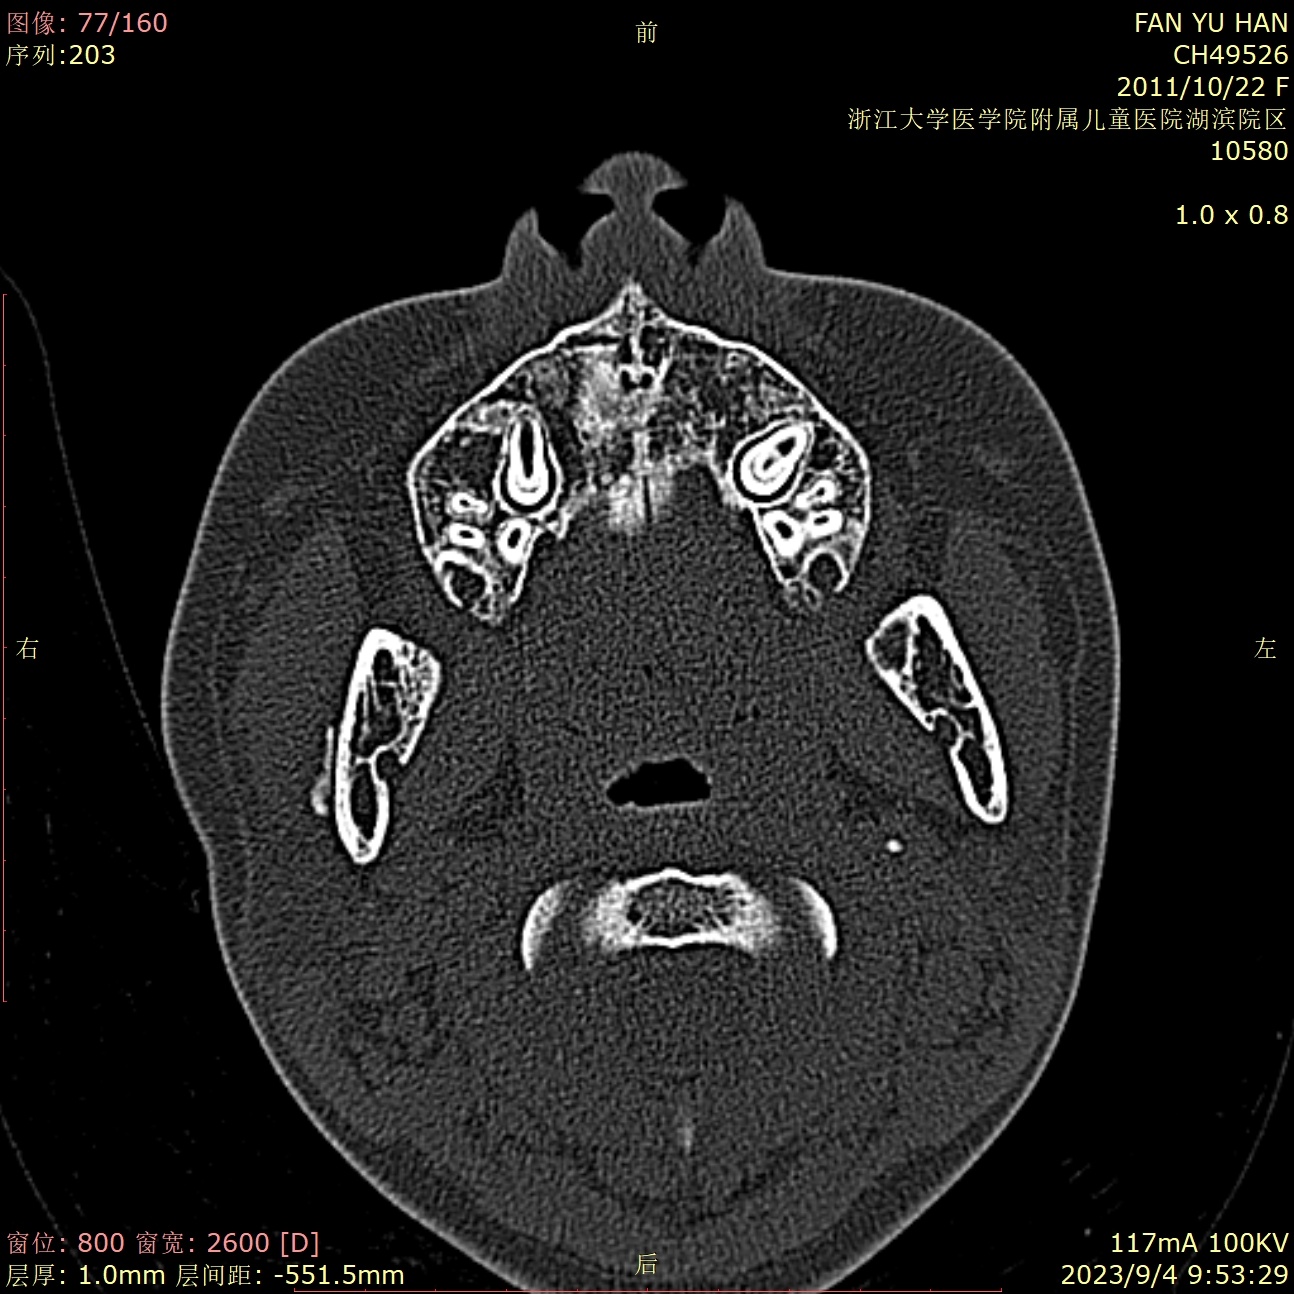 图像: 77/160
序列:203
前
FAN YU HAN
CH49526
2011/10/22 F
浙江大学医学院附属儿童医院湖滨院区
10580
1.0 x 0.8
右
左
窗位: 800 窗宽: 2600 [D]
层厚: 1.0mm 层间距: -551.5mm
后
117mA 100KV
2023/9/4 9:53:29